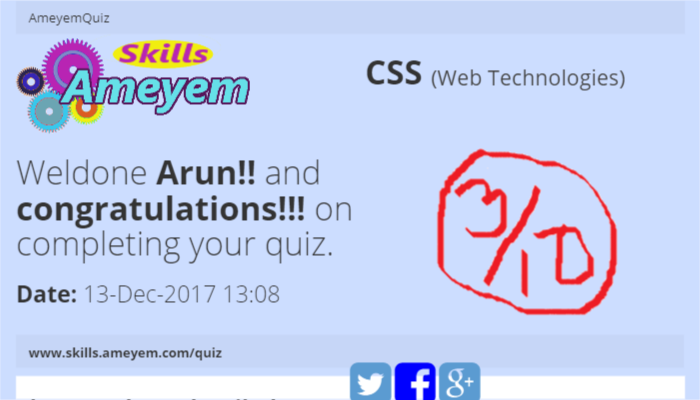 AmeyemQuiz
Skills
Ameyem
CSS (Web Technologies)
Weldone Arun!! and
congratulations!!! on
completing your quiz.
3/10
Date: 13-Dec-2017 13:08
www.skills.ameyem.com/quiz
f
g+